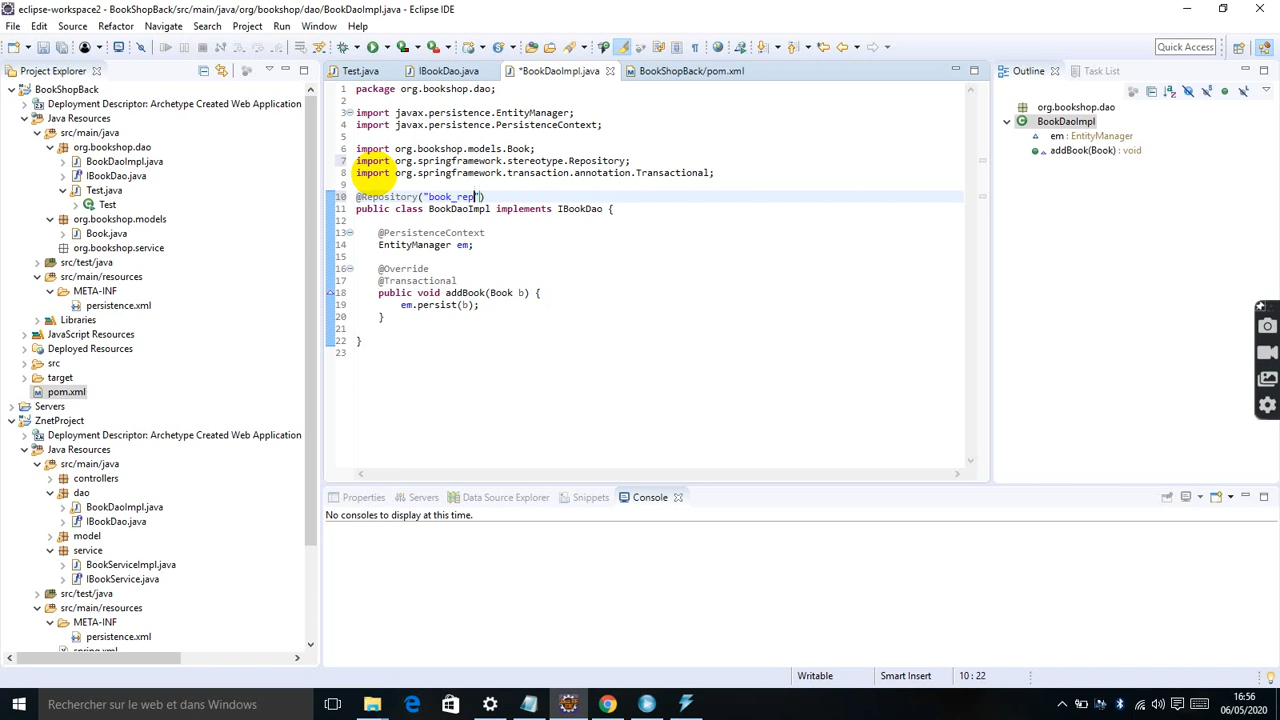 eclipse-workspace2 - BookShopBack/src/main/java/org/bookshop/dao/BookDaoImpl.java - Eclipse IDE
File Edit Source Refactor Navigate Search Project Run Window Help
Quick Access
Project Explorer
BookShopBack
Deployment Descriptor: Archetype Created Web Application
Java Resources
src/main/java
org.bookshop.dao
BookDaoImpl.java
IBookDao.java
Test.java
Test
org.bookshop.models
Book.java
org.bookshop.service
src/test/java
src/main/resources
META-INF
persistence.xml
Libraries
JavaScript Resources
Deployed Resources
src
target
pom.xml
Servers
ZnetProject
Deployment Descriptor: Archetype Created Web Application
Java Resources
src/main/java
controllers
dao
BookDaoImpl.java
IBookDao.java
model
service
BookServiceImpl.java
IBookService.java
src/test/java
src/main/resources
META-INF
persistence.xml
Test.java IBookDao.java *BookDaoImpl.java BookShopBack/pom.xml
1 package org.bookshop.dao;
2
3 import javax.persistence.EntityManager;
4 import javax.persistence.PersistenceContext;
5
6 import org.bookshop.models.Book;
7 import org.springframework.stereotype.Repository;
8 import org.springframework.transaction.annotation.Transactional;
9
10 @Repository("book_rep")
11 public class BookDaoImpl implements IBookDao {
12
13 @PersistenceContext
14 EntityManager em;
15
16 @Override
17 @Transactional
18 public void addBook(Book b) {
19 em.persist(b);
20 }
21
22 }
23
Outline Task List
org.bookshop.dao
BookDaoImpl
em : EntityManager
addBook(Book) : void
Properties Servers Data Source Explorer Snippets Console
No consoles to display at this time.
Writable Smart Insert 10 : 22
Rechercher sur le web et dans Windows
16:56
06/05/2020